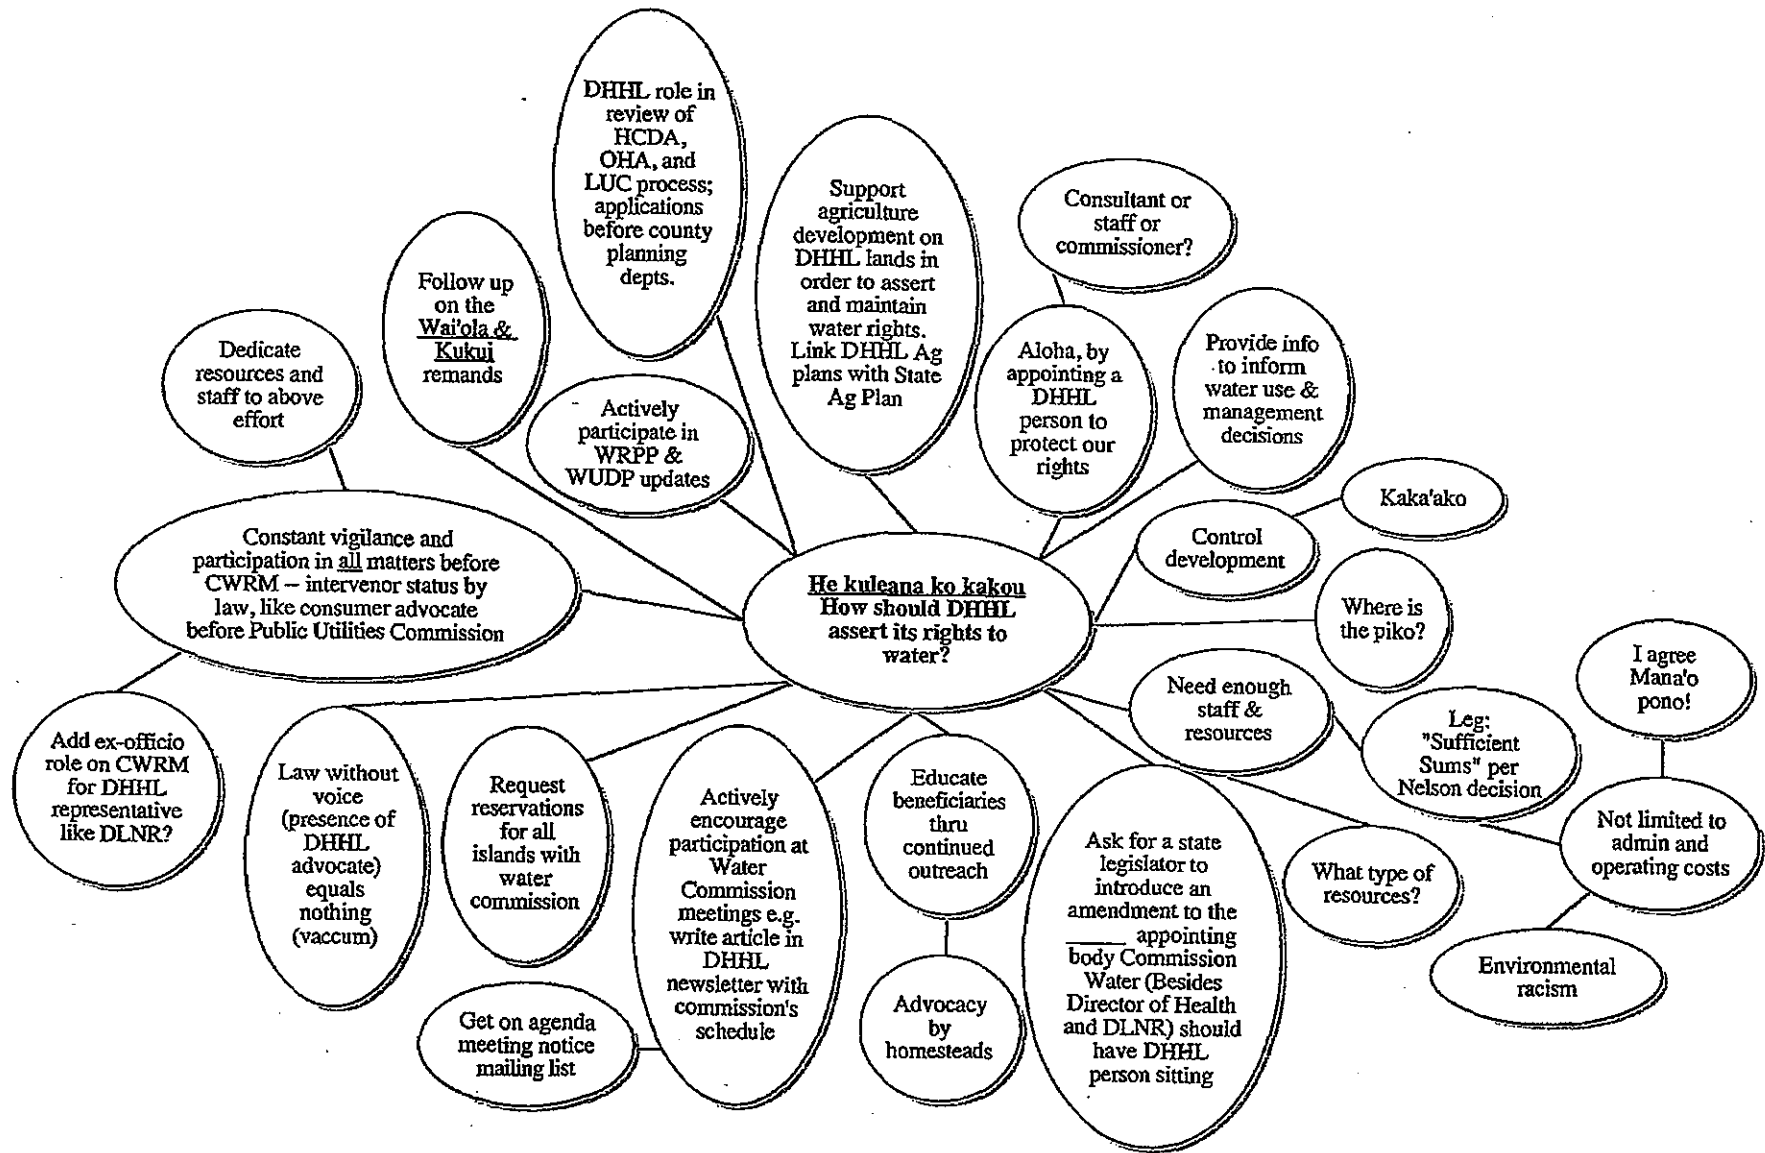 DHHL role in
review of
HCDA,
OHA, and
LUC process;
applications
before county
planning
depts.
Support
agriculture
development on
DHHL lands in
order to assert
and maintain
water rights.
Link DHHL Ag
plans with State
Ag Plan
Consultant or
staff or
commissioner?
Follow up
on the
Wai'ola &
Kukui
remands
Dedicate
resources and
staff to above
effort
Actively
participate in
WRPP &
WUDP updates
Aloha, by
appointing a
DHHL
person to
protect our
rights
Provide info
to inform
water use &
management
decisions
Kaka'ako
Control
development
Constant vigilance and
participation in all matters before
CWRM – intervenor status by
law, like consumer advocate
before Public Utilities Commission
He kuleana ko kakou
How should DHHL
assert its rights to
water?
Where is
the piko?
I agree
Mana'o
pono!
Need enough
staff &
resources
Leg:
"Sufficient
Sums" per
Nelson decision
Add ex-officio
role on CWRM
for DHHL
representative
like DLNR?
Law without
voice
(presence of
DHHL
advocate)
equals
nothing
(vaccum)
Request
reservations
for all
islands with
water
commission
Actively
encourage
participation at
Water
Commission
meetings e.g.
write article in
DHHL
newsletter with
commission's
schedule
Educate
beneficiaries
thru
continued
outreach
Ask for a state
legislator to
introduce an
amendment to the
_____ appointing
body Commission
Water (Besides
Director of Health
and DLNR) should
have DHHL
person sitting
What type of
resources?
Not limited to
admin and
operating costs
Environmental
racism
Get on agenda
meeting notice
mailing list
Advocacy
by
homesteads